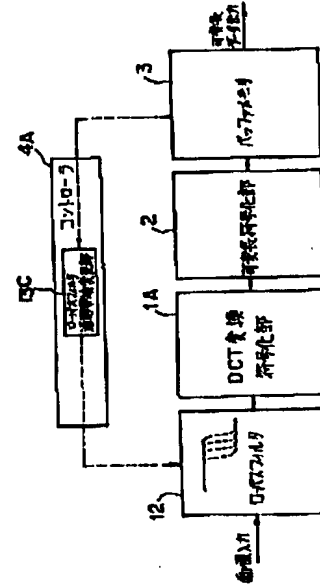 4A
コントローラ
13C
ローパスフィルタ
3
バッファメモリ
可変長
データ出力
2
可変長符号化部
1A
DCT変換
符号化部
12
ローパスフィルタ
画像入力